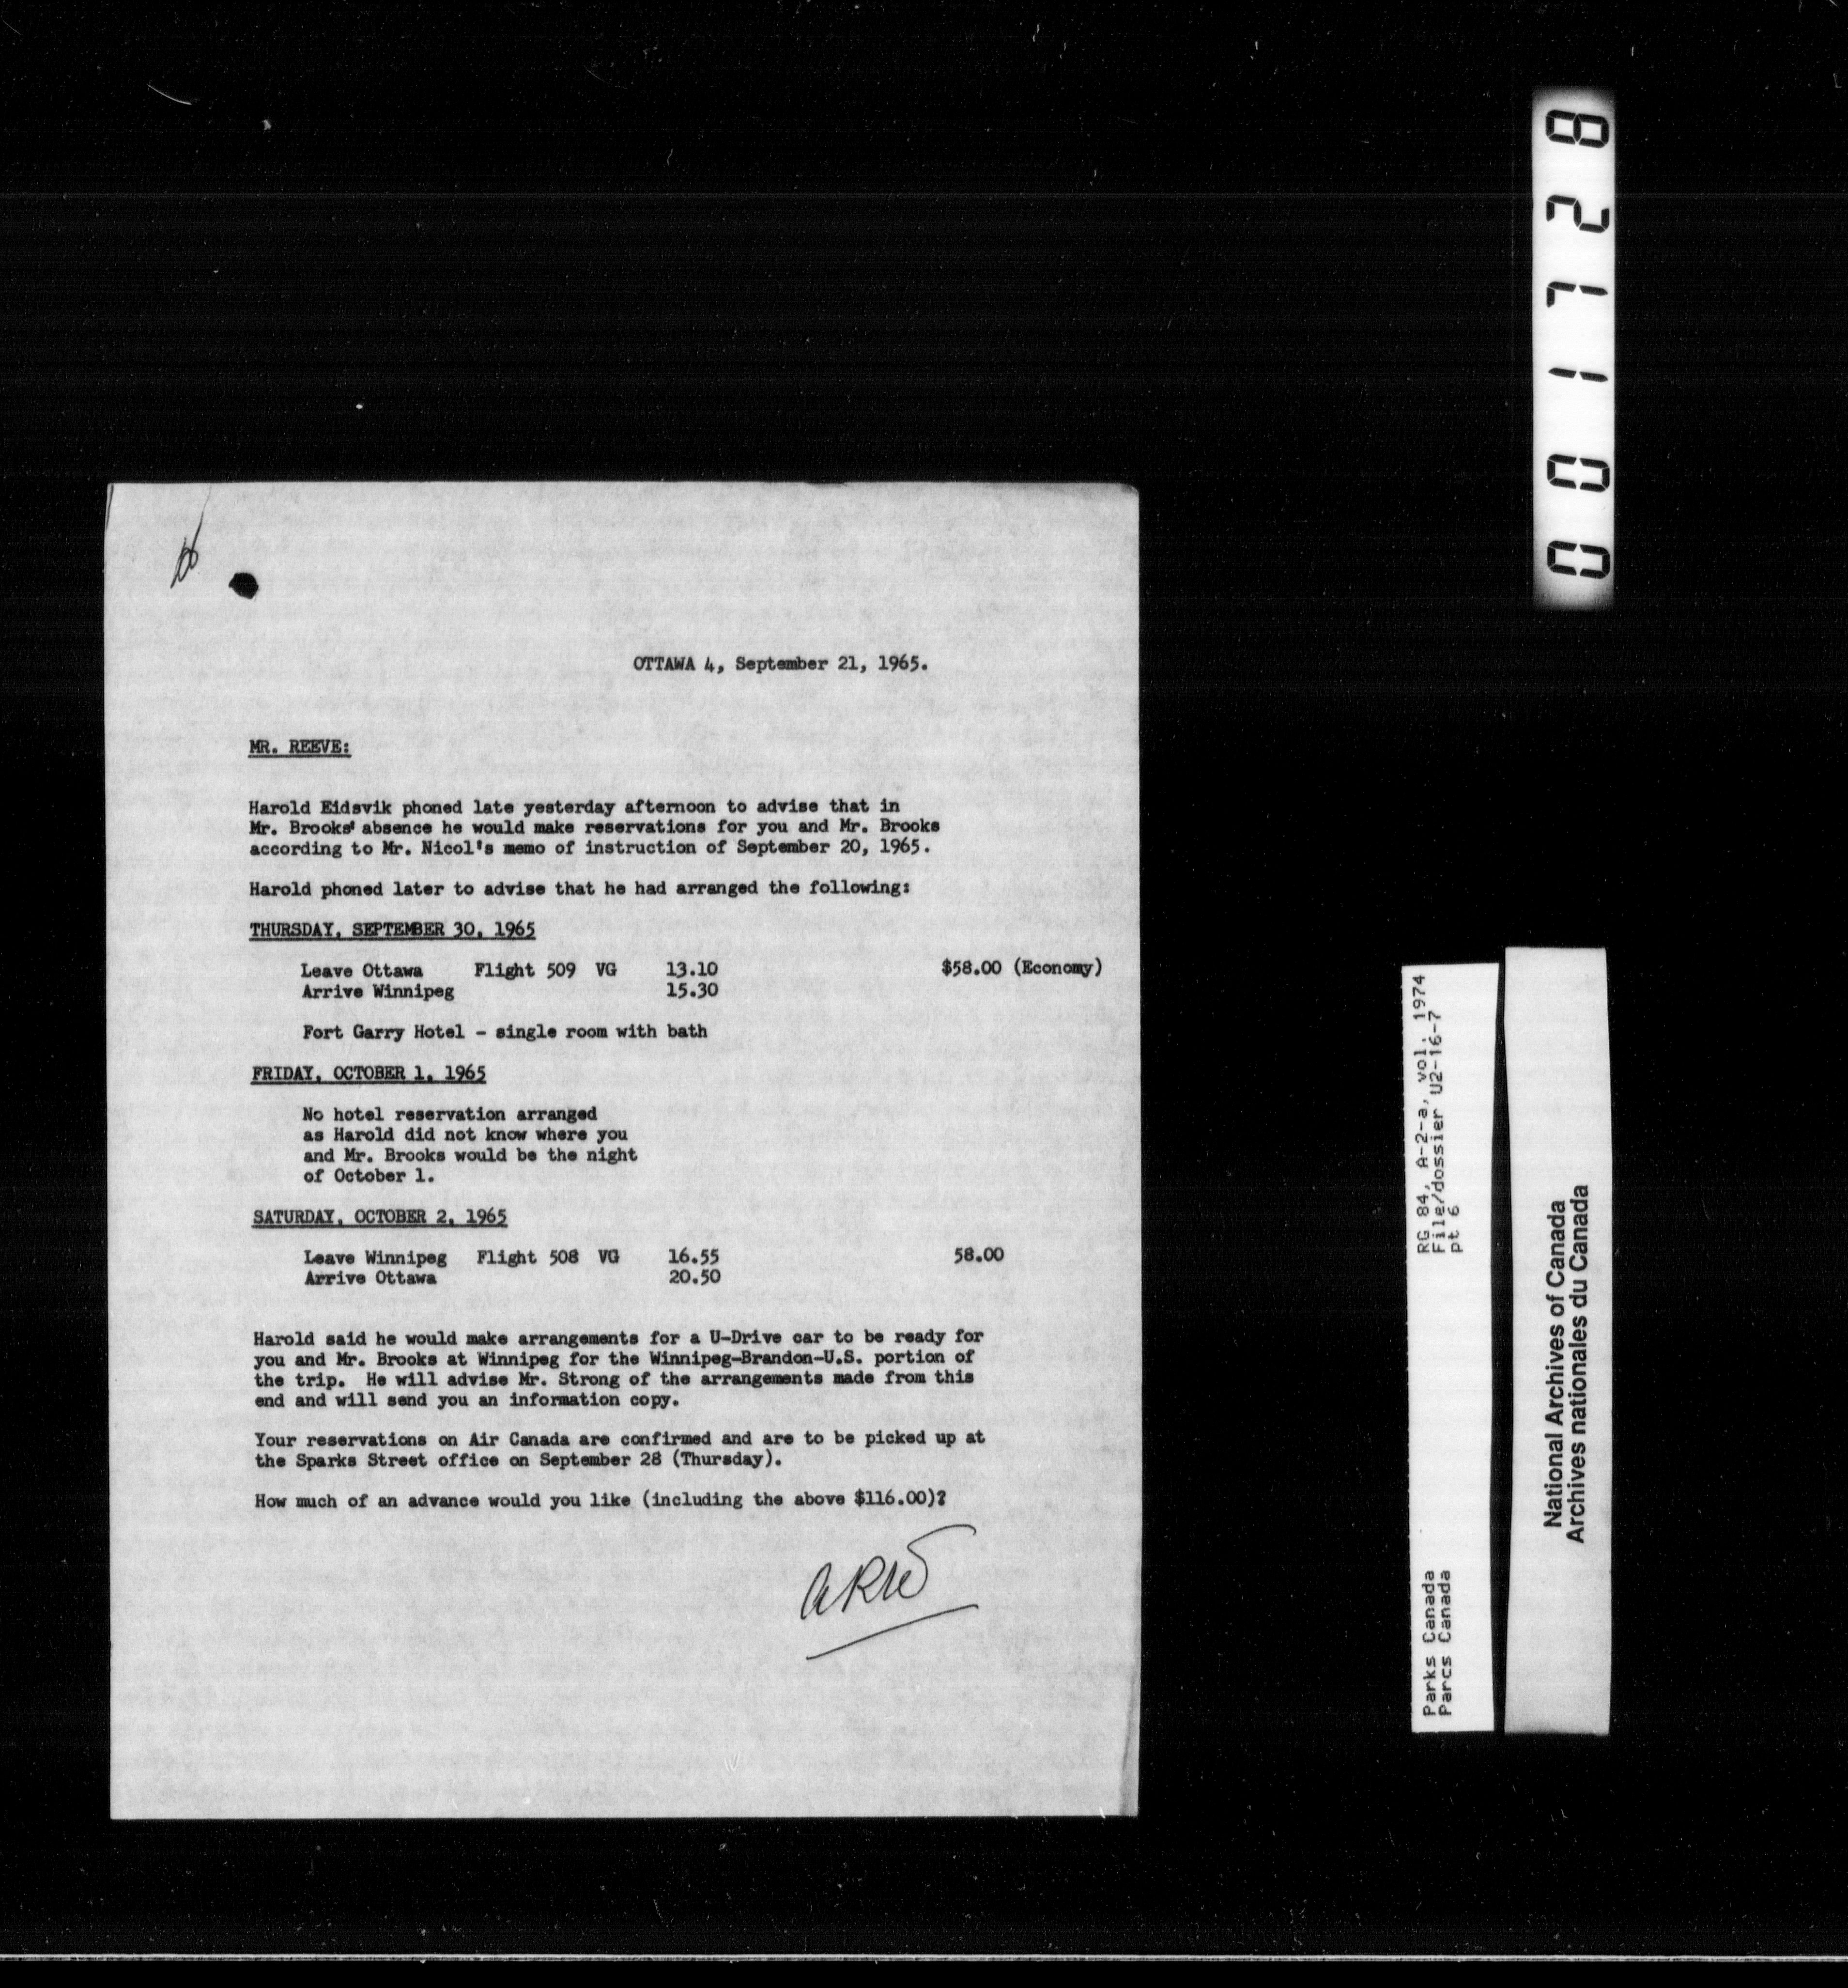 OTTAWA 4, September 21, 1965.
MR. REEVE:
Harold Eidsvik phoned late yesterday afternoon to advise that in
Mr. Brooks' absence he would make reservations for you and Mr. Brooks
according to Mr. Nicol's memo of instruction of September 20, 1965.
Harold phoned later to advise that he had arranged the following:
THURSDAY, SEPTEMBER 30, 1965
Leave Ottawa Flight 509 VG 13.10 $58.00 (Economy)
Arrive Winnipeg 15.30
Fort Garry Hotel - single room with bath
FRIDAY, OCTOBER 1, 1965
No hotel reservation arranged
as Harold did not know where you
and Mr. Brooks would be the night
of October 1.
SATURDAY, OCTOBER 2, 1965
Leave Winnipeg Flight 508 VG 16.55 58.00
Arrive Ottawa 20.50
Harold said he would make arrangements for a U-Drive car to be ready for
you and Mr. Brooks at Winnipeg for the Winnipeg-Brandon-U.S. portion of
the trip. He will advise Mr. Strong of the arrangements made from this
end and will send you an information copy.
Your reservations on Air Canada are confirmed and are to be picked up at
the Sparks Street office on September 28 (Thursday).
How much of an advance would you like (including the above $116.00)?
001728
Parks Canada RG 84, A-2-a, vol. 1974
Parcs Canada File/dossier U2-16-7
pt 6
National Archives of Canada
Archives nationales du Canada